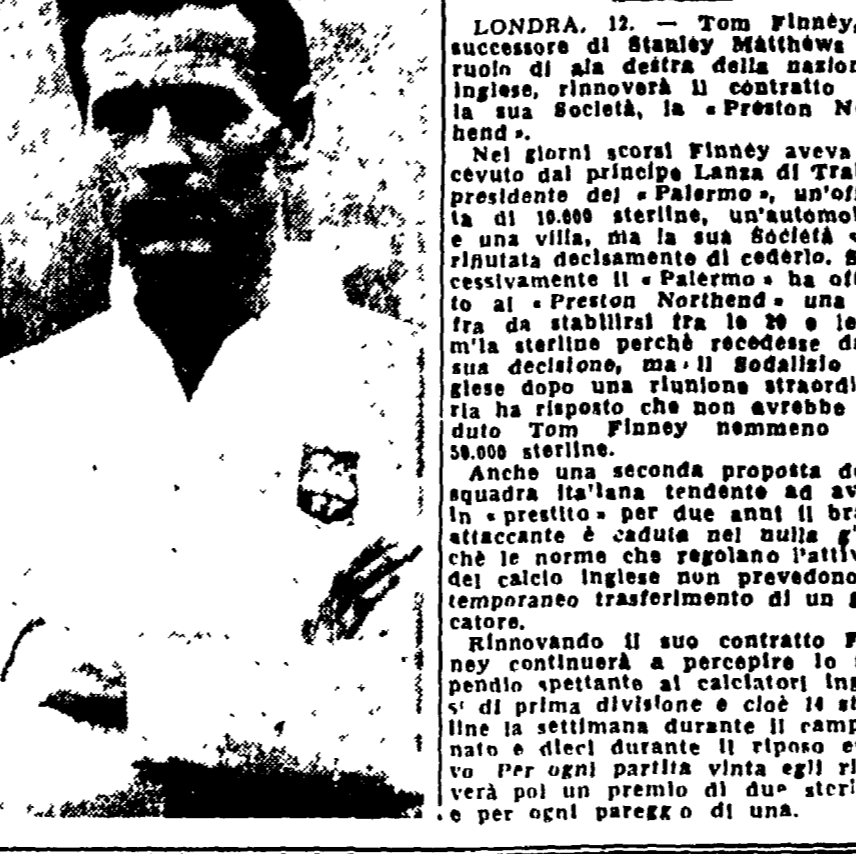 LONDRA, 12. — Tom Finney,
successore di Stanley Matthews
ruolo di ala destra della nazion
inglese, rinnoverà il contratto
la sua Società, la « Preston No
hend ».
Nei giorni scorsi Finney aveva
cevuto dal principe Lanza di Tra
presidente del « Palermo », un'of
ta di 10.000 sterline, un'automo
e una villa, ma la sua Società
rifiutata decisamente di cederlo. S
cessivamente il « Palermo » ha of
to al « Preston Northend » una
fra da stabilirsi fra le 20 e le
m'la sterline perchè recedesse d
sua decisione, ma il Sodalisio
glese dopo una riunione straordi
ria ha risposto che non avrebbe
duto Tom Finney nemmeno
50.000 sterline.
Anche una seconda proposta de
squadra ita'iana tendente ad av
in « prestito » per due anni il bra
attaccante è caduta nel nulla g'
chè le norme che regolano l'attiv
del calcio inglese non prevedono
temporaneo trasferimento di un g
catore.
Rinnovando il suo contratto F
ney continuerà a percepire lo
pendio spettante ai calciatori ing
s' di prima divisione e cioè 14 st
line la settimana durante il camp
nato e dieci durante il riposo e
vo Per ogni partita vinta egli ri
verà poi un premio di due sterl
e per ogni pareggio di una.